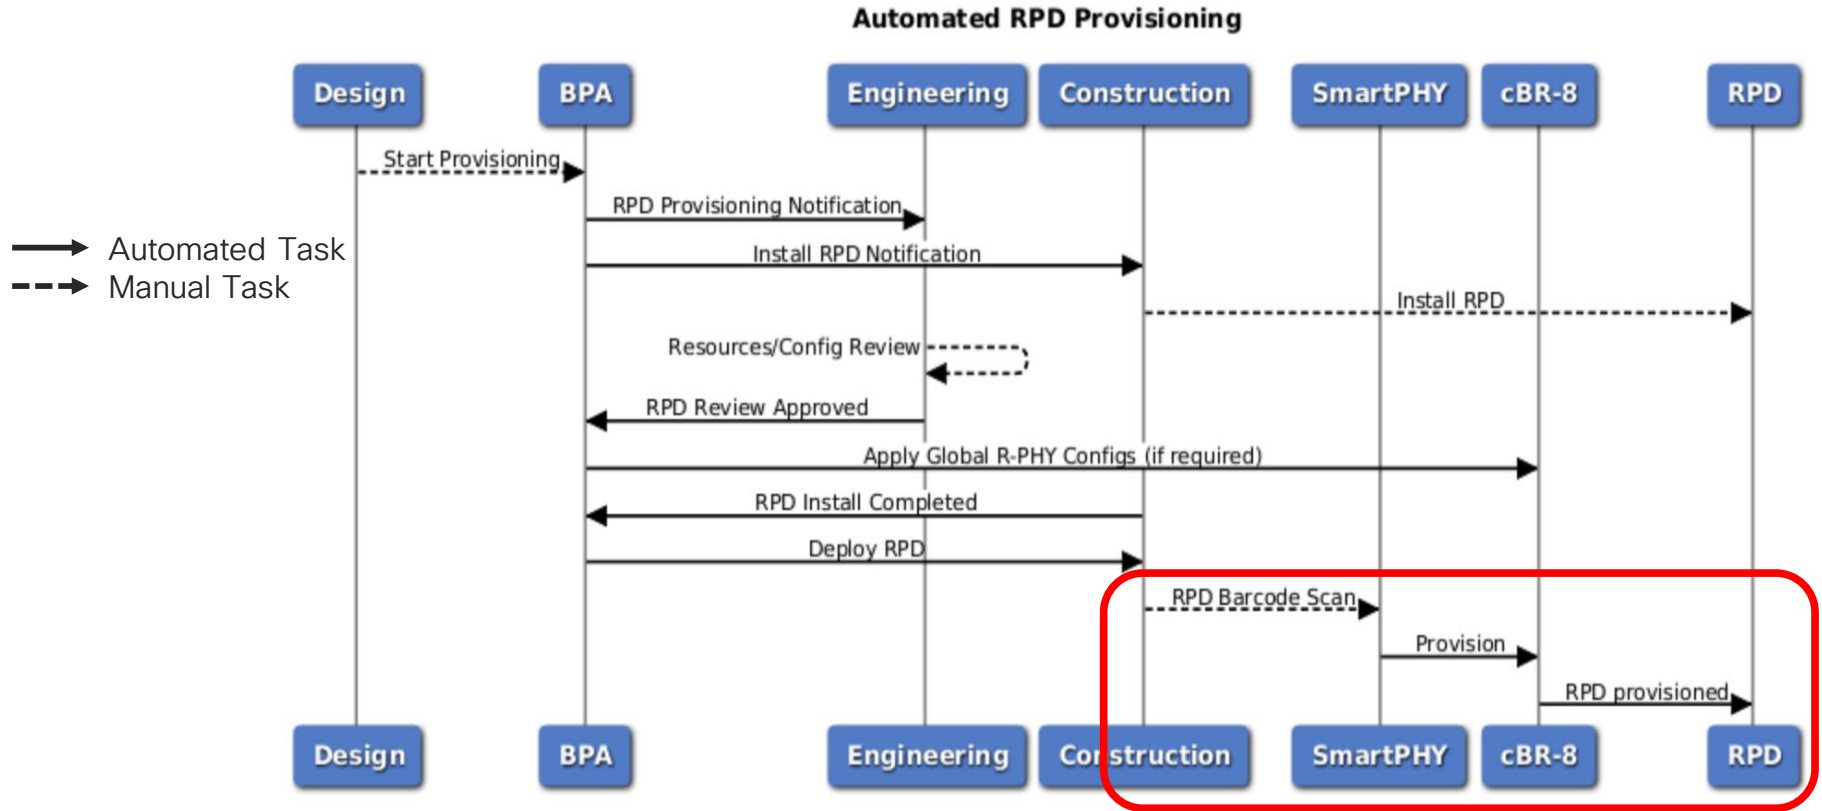 Automated RPD Provisioning
Design BPA Engineering Construction SmartPHY cBR-8 RPD
Start Provisioning
RPD Provisioning Notification
Automated Task
Install RPD Notification
Manual Task
Install RPD
Resources/Config Review
RPD Review Approved
Apply Global R-PHY Configs (if required)
RPD Install Completed
Deploy RPD
RPD Barcode Scan
Provision
RPD provisioned
Design BPA Engineering Construction SmartPHY cBR-8 RPD